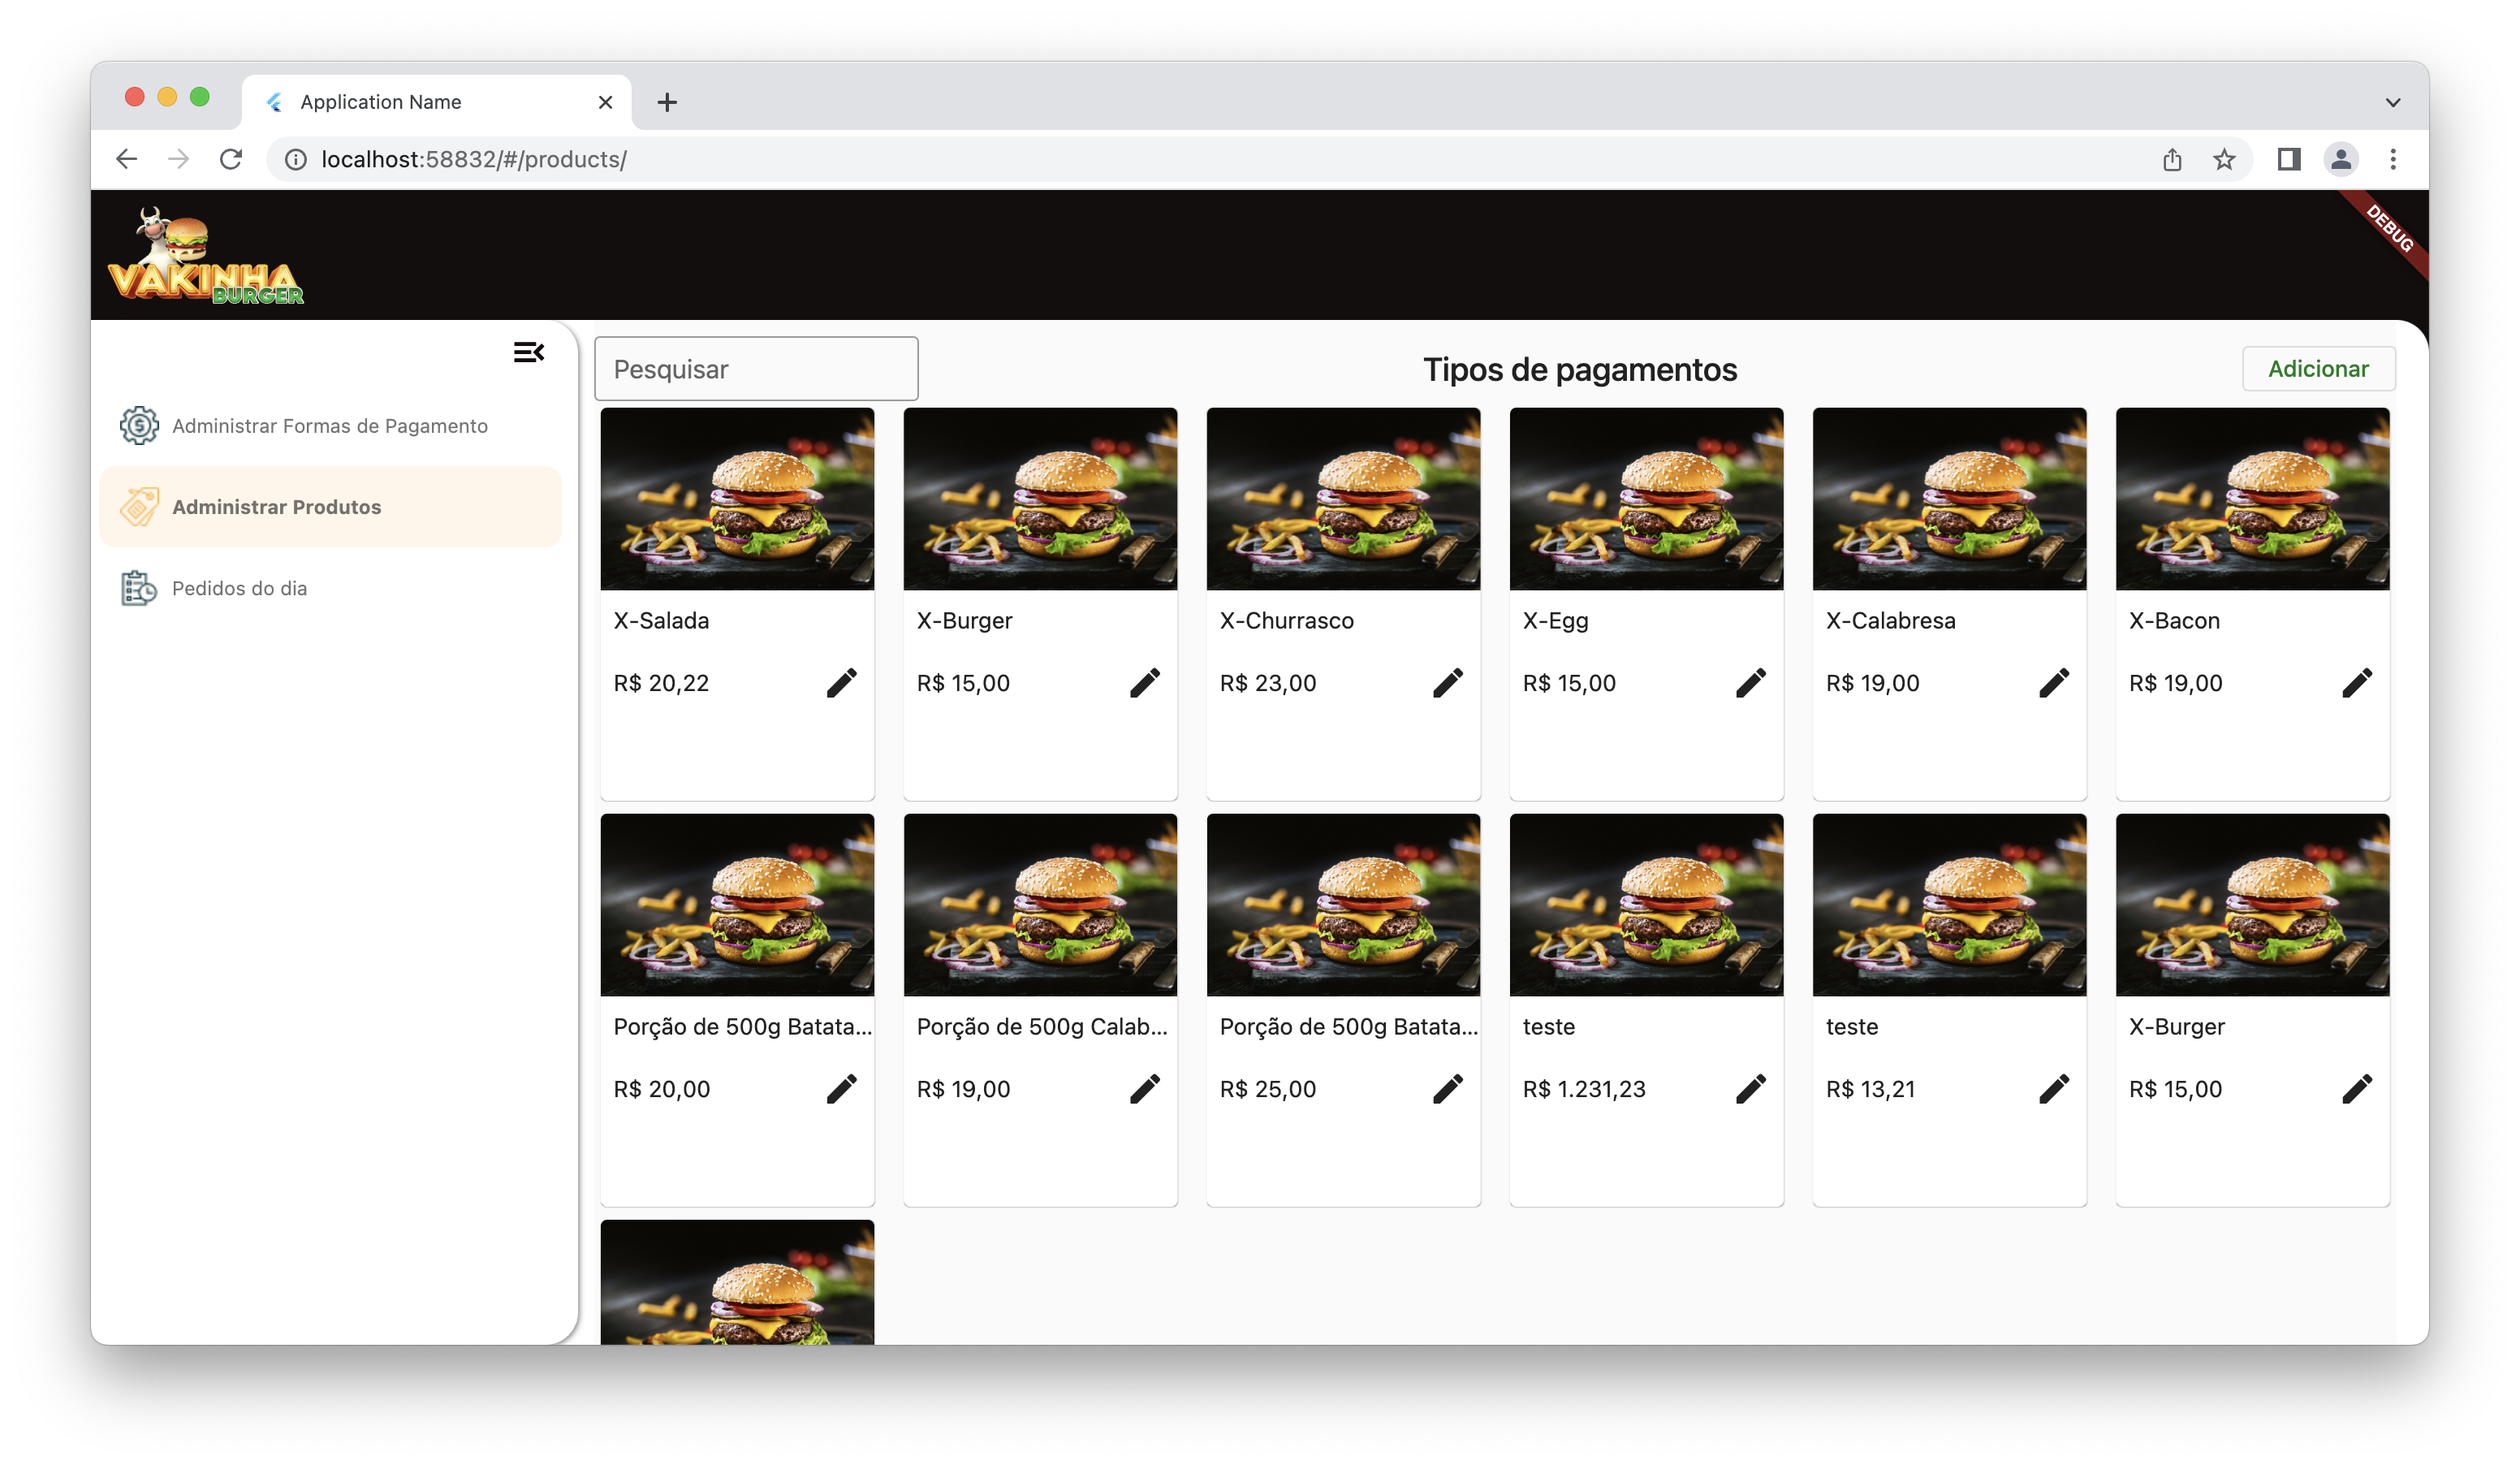 Application Name
localhost:58832/#/products/
DEBUG
VAKINHA
BURGER
Pesquisar
Tipos de pagamentos
Adicionar
Administrar Formas de Pagamento
Administrar Produtos
Pedidos do dia
X-Salada
X-Burger
X-Churrasco
X-Egg
X-Calabresa
X-Bacon
R$ 20,22
R$ 15,00
R$ 23,00
R$ 15,00
R$ 19,00
R$ 19,00
Porção de 500g Batata...
Porção de 500g Calab...
Porção de 500g Batata...
teste
teste
X-Burger
R$ 20,00
R$ 19,00
R$ 25,00
R$ 1.231,23
R$ 13,21
R$ 15,00